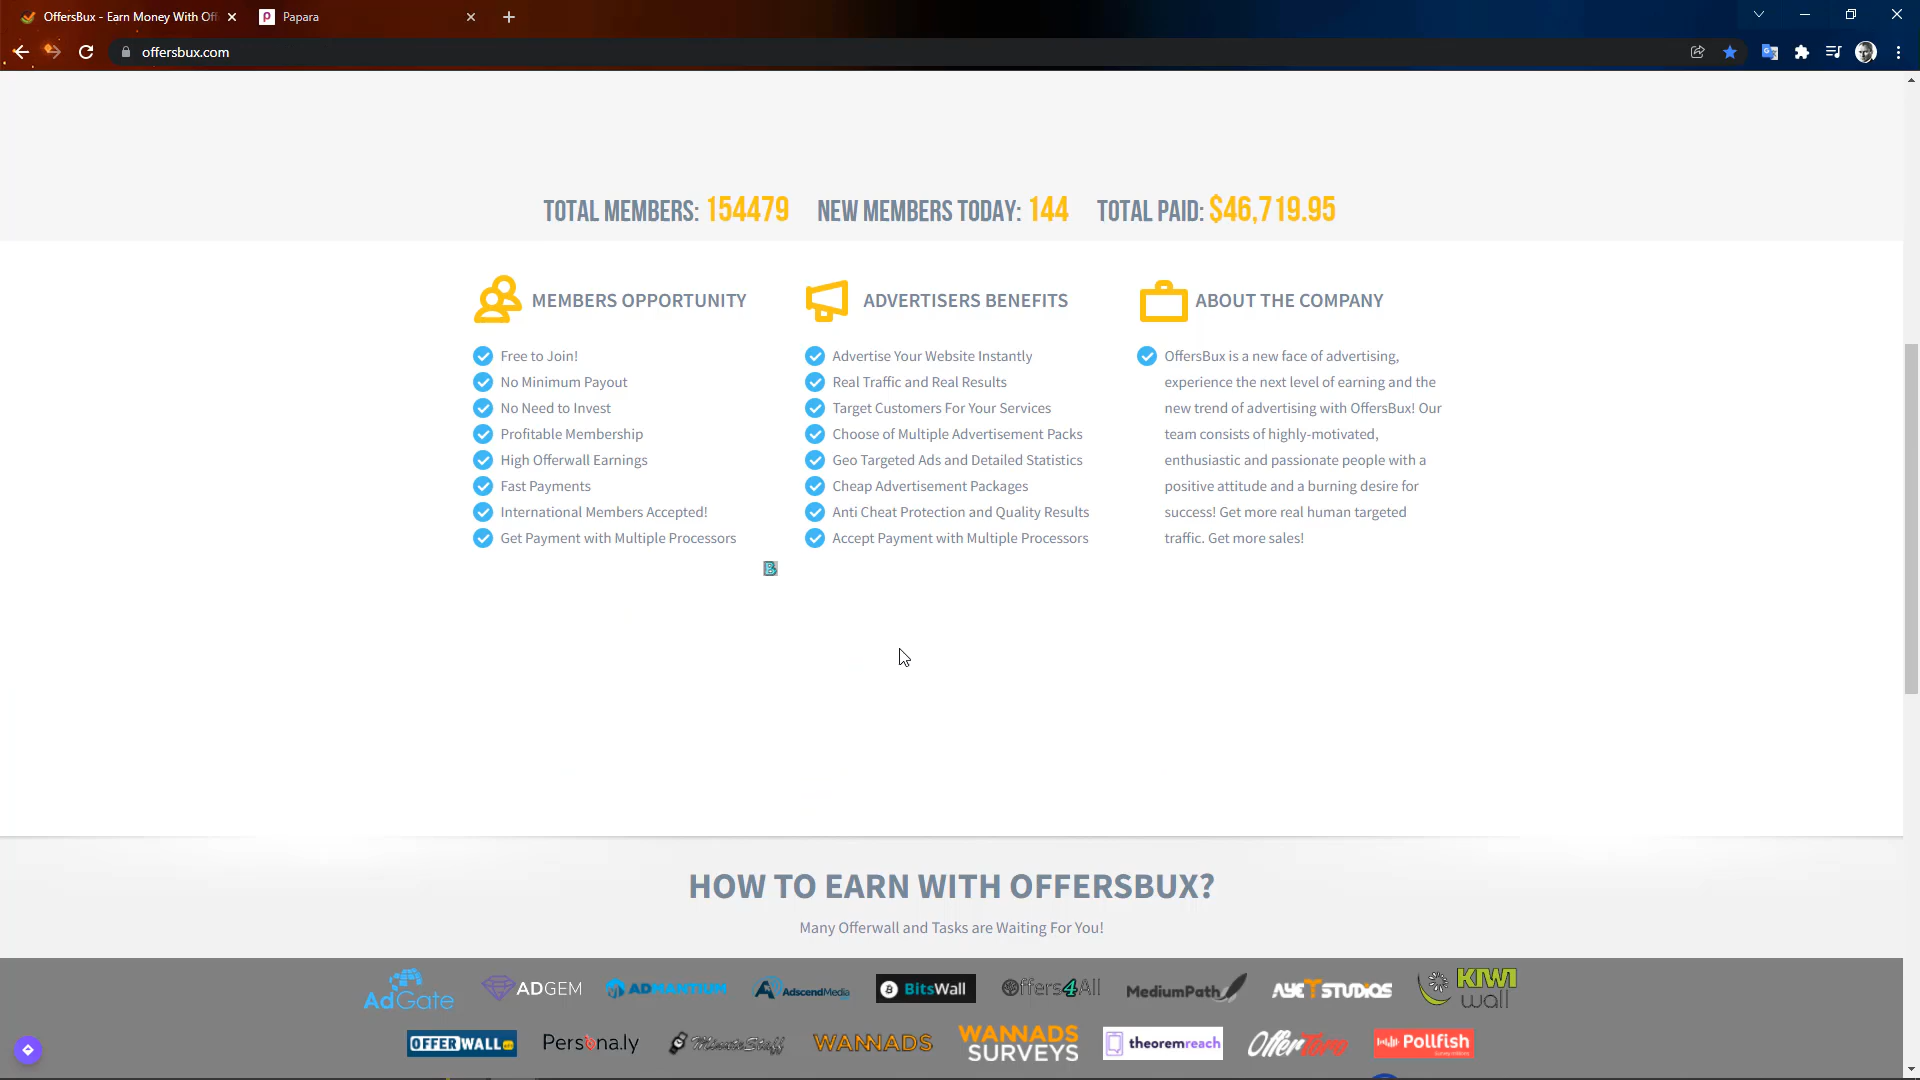 OffersBux - Earn Money With Off
Papara
offersbux.com
TOTAL MEMBERS: 154479 NEW MEMBERS TODAY: 144 TOTAL PAID: $46,719.95
MEMBERS OPPORTUNITY
Free to Join!
No Minimum Payout
No Need to Invest
Profitable Membership
High Offerwall Earnings
Fast Payments
International Members Accepted!
Get Payment with Multiple Processors
ADVERTISERS BENEFITS
Advertise Your Website Instantly
Real Traffic and Real Results
Target Customers For Your Services
Choose of Multiple Advertisement Packs
Geo Targeted Ads and Detailed Statistics
Cheap Advertisement Packages
Anti Cheat Protection and Quality Results
Accept Payment with Multiple Processors
ABOUT THE COMPANY
OffersBux is a new face of advertising,
experience the next level of earning and the
new trend of advertising with OffersBux! Our
team consists of highly-motivated,
enthusiastic and passionate people with a
positive attitude and a burning desire for
success! Get more real human targeted
traffic. Get more sales!
B
HOW TO EARN WITH OFFERSBUX?
Many Offerwall and Tasks are Waiting For You!
AdGate ADGEM ADMANTIUM AdscendMedia BitsWall Offers4All MediumPath AYET STUDIOS KIWI wall
OFFERWALL Persona.ly MinuteStaff WANNADS WANNADS SURVEYS theoremreach OfferToro Pollfish